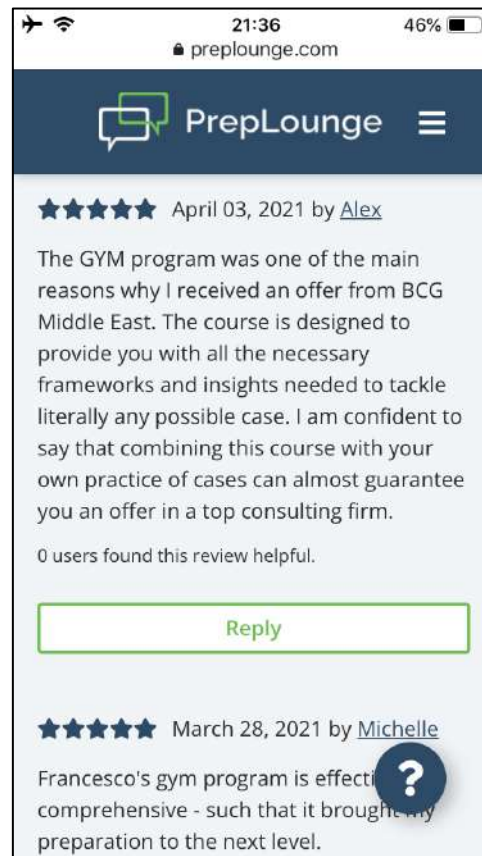 21:36
46%
preplounge.com
PrepLounge
April 03, 2021 by Alex
The GYM program was one of the main
reasons why I received an offer from BCG
Middle East. The course is designed to
provide you with all the necessary
frameworks and insights needed to tackle
literally any possible case. I am confident to
say that combining this course with your
own practice of cases can almost guarantee
you an offer in a top consulting firm.
0 users found this review helpful.
Reply
March 28, 2021 by Michelle
Francesco's gym program is effecti
?
comprehensive - such that it brought my
preparation to the next level.